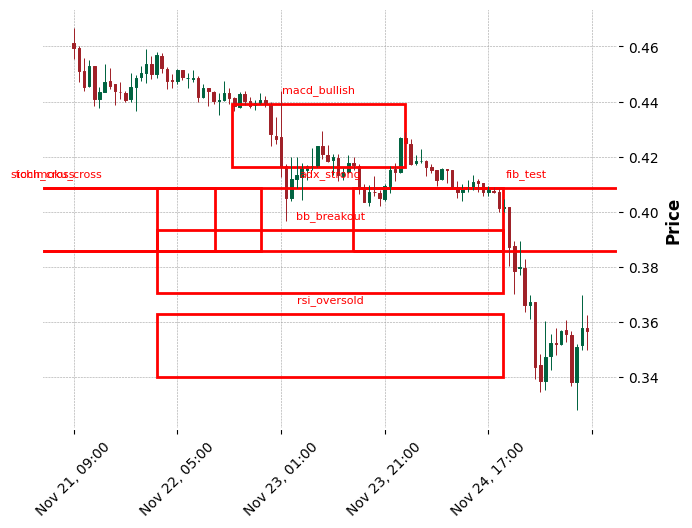 0.46
macd_bullish
0.44
0.42
adx_strong
fib_test
0.40
bb_breakout
Price
0.38
rsi_oversold
0.36
0.34
Nov 21, 09:00
Nov 22, 05:00
Nov 23, 01:00
Nov 23, 21:00
Nov 24, 17:00